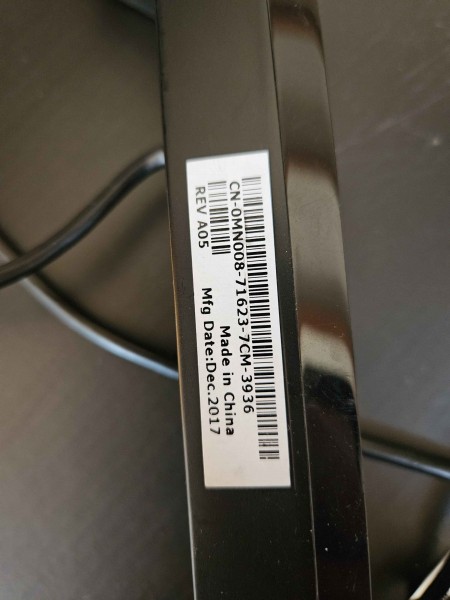 CN-0MN008-71623-7CM-3936
REV A05
Made in China
Mfg Date:Dec.2017